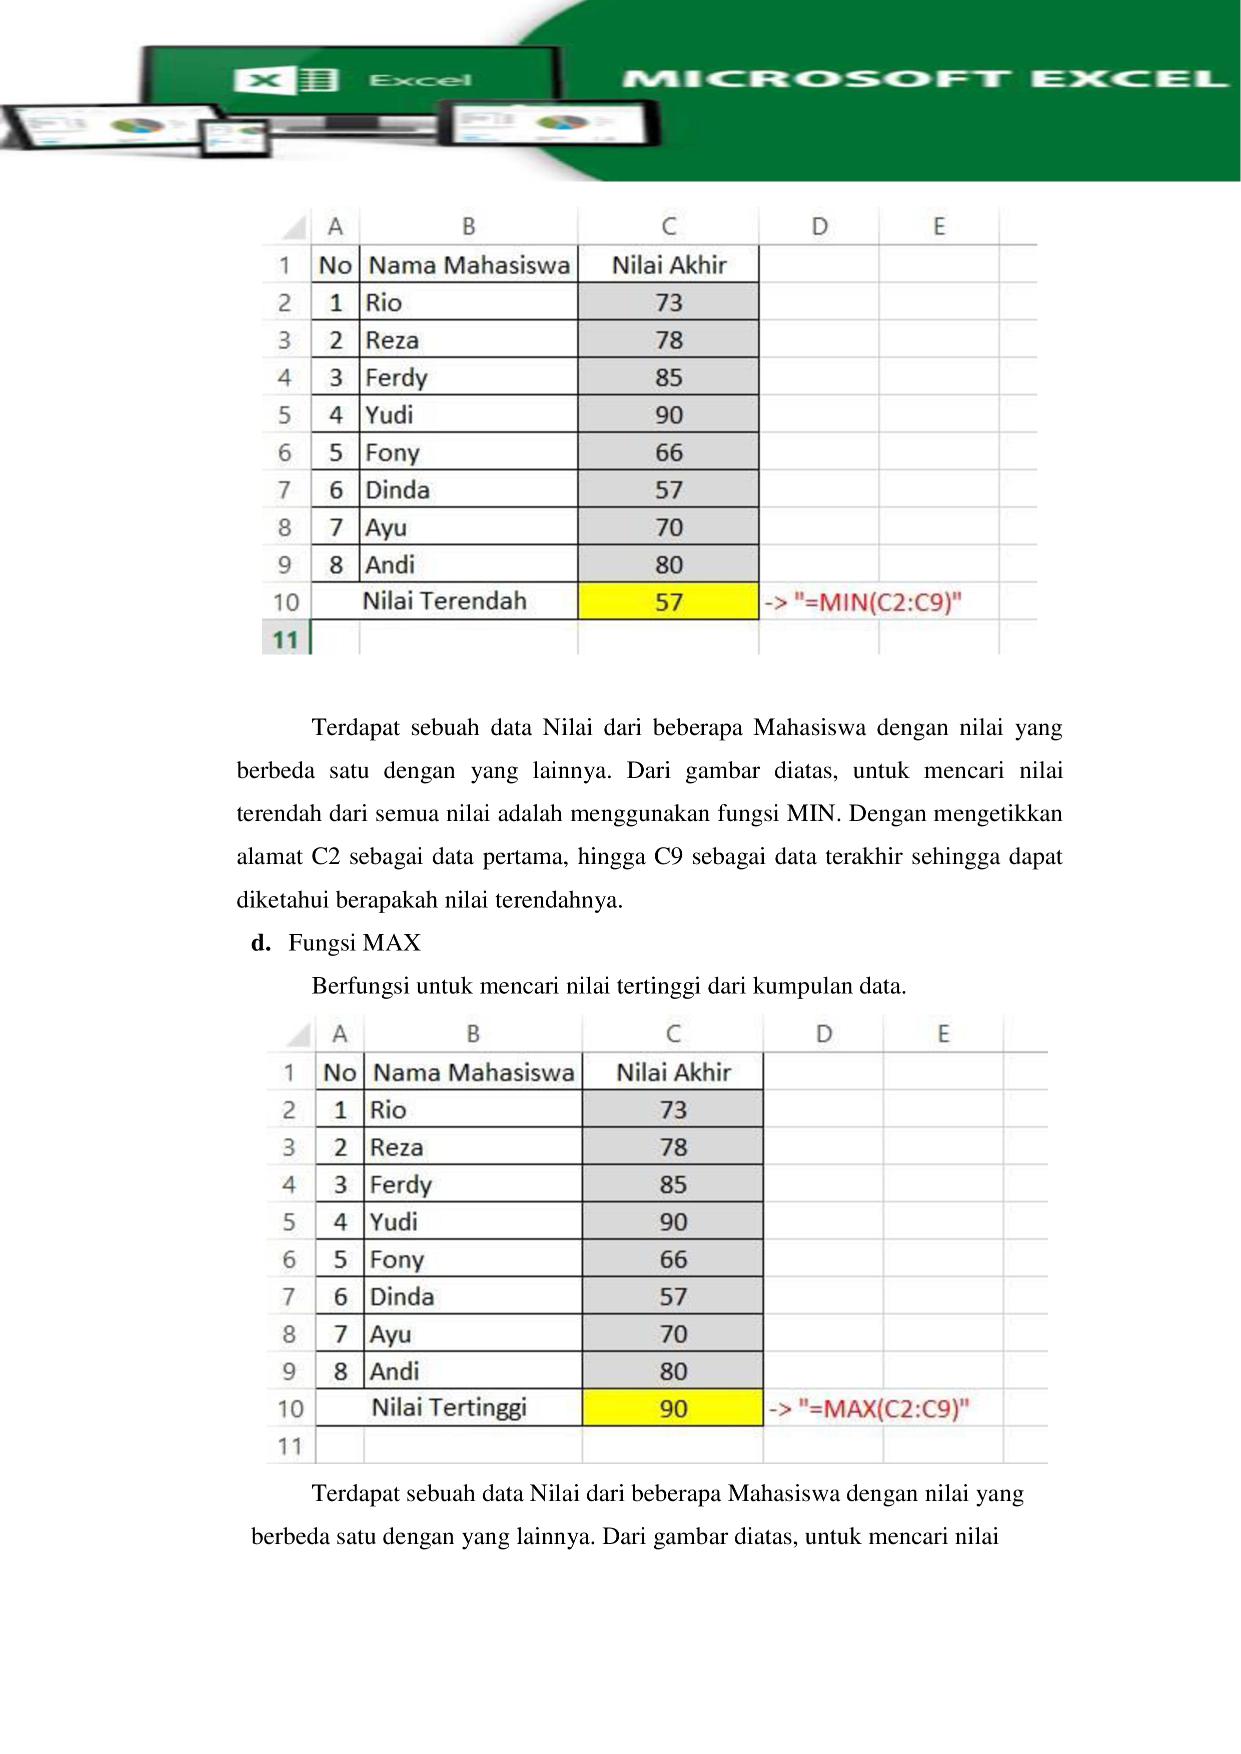 Excel
MICROSOFT EXCEL
A B C D E
1 No Nama Mahasiswa Nilai Akhir
2 1 Rio 73
3 2 Reza 78
4 3 Ferdy 85
5 4 Yudi 90
6 5 Fony 66
7 6 Dinda 57
8 7 Ayu 70
9 8 Andi 80
10 Nilai Terendah 57 -> "=MIN(C2:C9)"
11
Terdapat sebuah data Nilai dari beberapa Mahasiswa dengan nilai yang
berbeda satu dengan yang lainnya. Dari gambar diatas, untuk mencari nilai
terendah dari semua nilai adalah menggunakan fungsi MIN. Dengan mengetikkan
alamat C2 sebagai data pertama, hingga C9 sebagai data terakhir sehingga dapat
diketahui berapakah nilai terendahnya.
d. Fungsi MAX
Berfungsi untuk mencari nilai tertinggi dari kumpulan data.
A B C D E
1 No Nama Mahasiswa Nilai Akhir
2 1 Rio 73
3 2 Reza 78
4 3 Ferdy 85
5 4 Yudi 90
6 5 Fony 66
7 6 Dinda 57
8 7 Ayu 70
9 8 Andi 80
10 Nilai Tertinggi 90 -> "=MAX(C2:C9)"
11
Terdapat sebuah data Nilai dari beberapa Mahasiswa dengan nilai yang
berbeda satu dengan yang lainnya. Dari gambar diatas, untuk mencari nilai